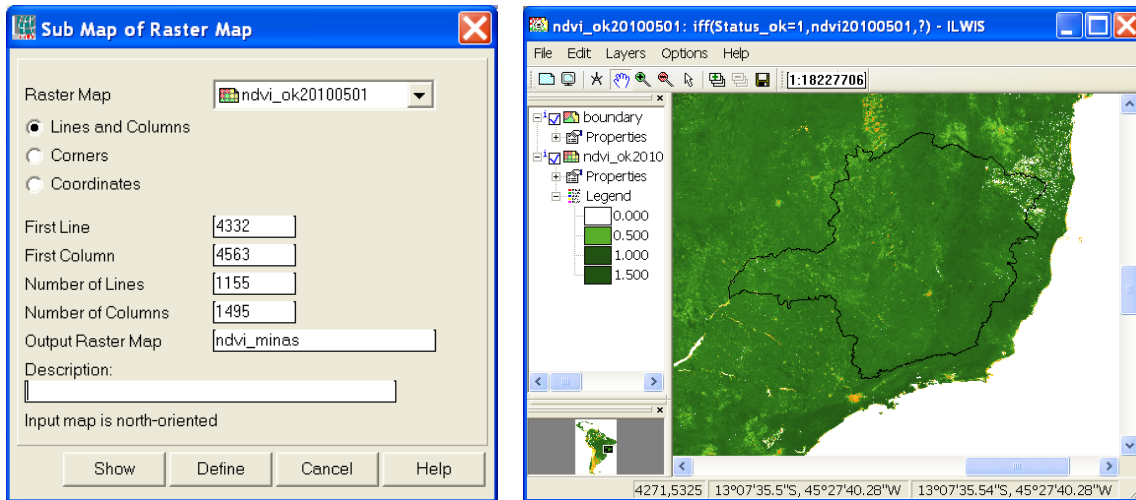 Sub Map of Raster Map
Raster Map
ndvi_ok20100501
Lines and Columns
Corners
Coordinates
First Line
4332
First Column
4563
Number of Lines
1155
Number of Columns
1495
Output Raster Map
ndvi_minas
Description:
Input map is north-oriented
Show
Define
Cancel
Help
ndvi_ok20100501: iff(Status_ok=1,ndvi20100501,?) - ILWIS
File Edit Layers Options Help
1:18227706
boundary
Properties
ndvi_ok2010
Properties
Legend
0.000
0.500
1.000
1.500
4271,5325 13°07'35.5"S, 45°27'40.28"W 13°07'35.54"S, 45°27'40.28"W